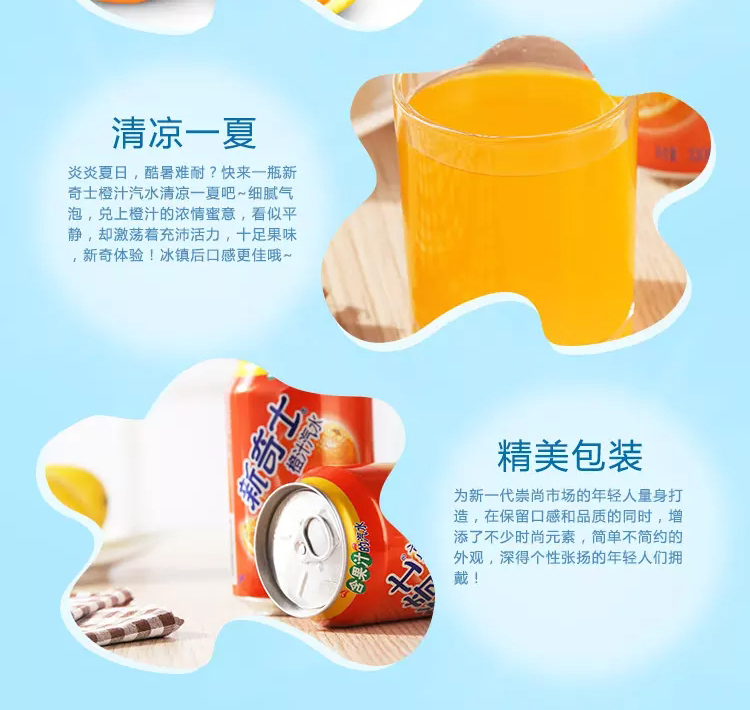 清凉一夏
炎炎夏日，酷暑难耐？快来一瓶新
奇士橙汁汽水清凉一夏吧~细腻气
泡，兑上橙汁的浓情蜜意，看似平
静，却激荡着充沛活力，十足果味
，新奇体验！冰镇后口感更佳哦~
新奇士
橙汁汽水
含果汁的汽水
精美包装
为新一代崇尚市场的年轻人量身打
造，在保留口感和品质的同时，增
添了不少时尚元素，简单不简约的
外观，深得个性张扬的年轻人们拥
戴！